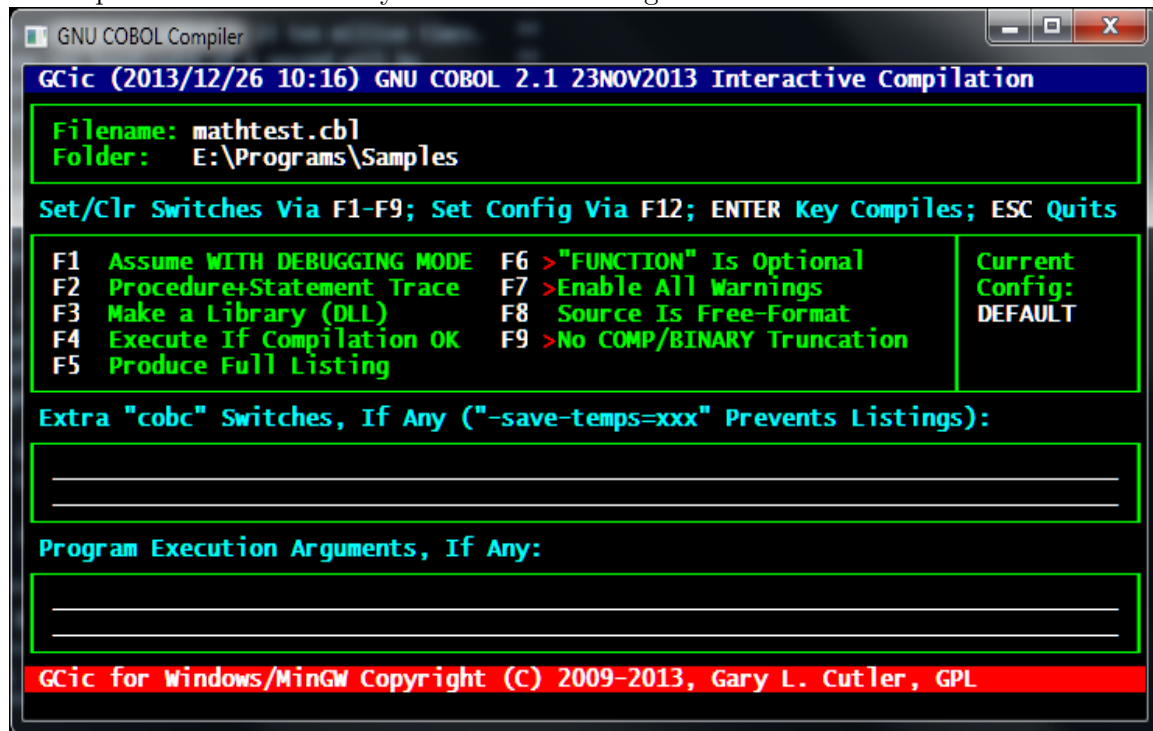 GNU COBOL Compiler
GCic (2013/12/26 10:16) GNU COBOL 2.1 23NOV2013 Interactive Compilation
Filename: mathtest.cbl
Folder: E:\Programs\Samples
Set/Clr Switches Via F1-F9; Set Config Via F12; ENTER Key Compiles; ESC Quits
F1 Assume WITH DEBUGGING MODE F6 >"FUNCTION" Is Optional Current
F2 Procedure+Statement Trace F7 >Enable All Warnings Config:
F3 Make a Library (DLL) F8 Source Is Free-Format DEFAULT
F4 Execute If Compilation OK F9 >No COMP/BINARY Truncation
F5 Produce Full Listing
Extra "cobc" Switches, If Any ("-save-temps=xxx" Prevents Listings):
Program Execution Arguments, If Any:
GCic for Windows/MinGW Copyright (C) 2009-2013, Gary L. Cutler, GPL